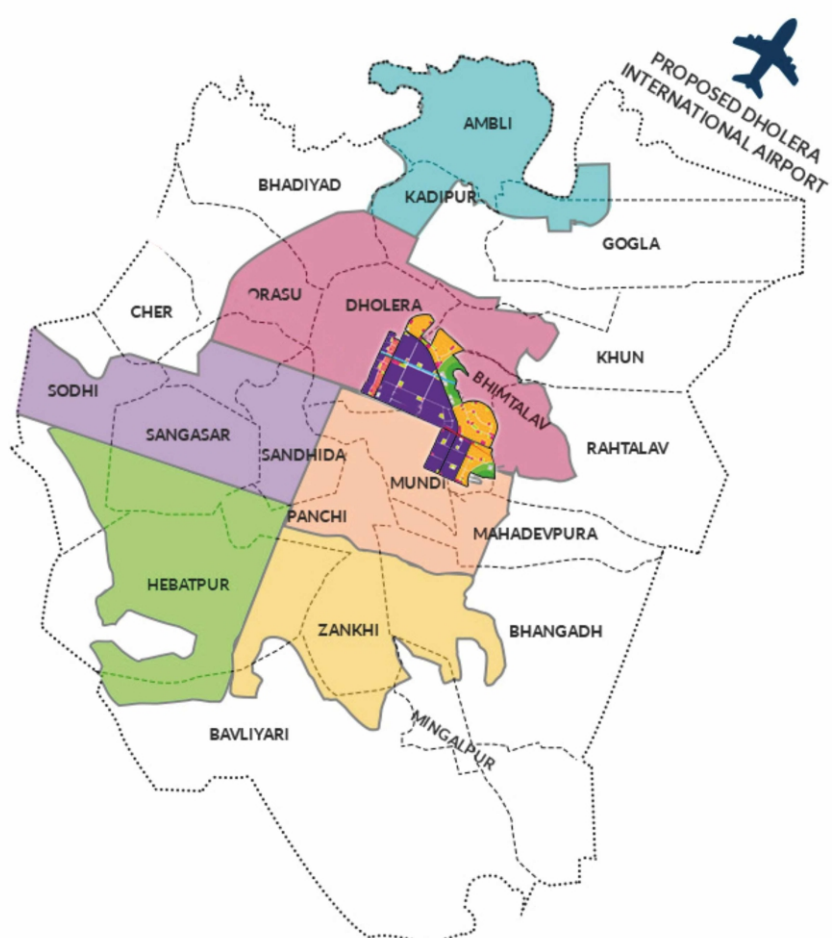 PROPOSED DHOLERA
INTERNATIONAL AIRPORT
AMBLI
BHADIYAD
KADIPUR
GOGLA
ORASU
DHOLERA
CHER
KHUN
SODHI
BHIMTALAV
SANGASAR
SANDHIDA
RAHTALAV
MUNDI
PANCHI
MAHADEVPURA
HEBATPUR
ZANKHI
BHANGADH
BAVLIYARI
MINGALPUR